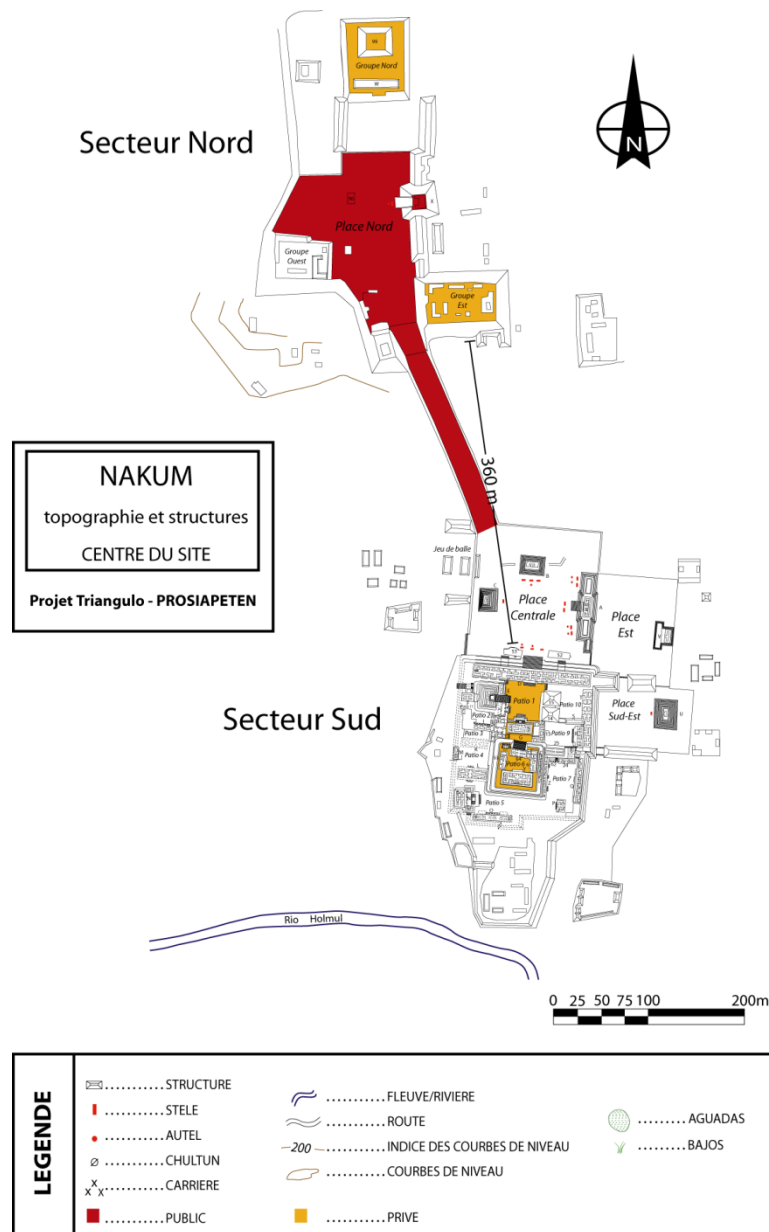 Groupe Nord
N
Secteur Nord
Place Nord
Groupe
Ouest
Groupe
Est
360 m
NAKUM
topographie et structures
CENTRE DU SITE
Projet Triangulo - PROSIAPETEN
Jeu de balle
B
C
A
Place
Centrale
Place
Est
V
Secteur Sud
Patio 1
Patio 10
Patio 2
Patio 3
Patio 9
Patio 4
Patio 6
Patio 7
Patio 5
Place
Sud-Est
U
Rio Holmul
0 25 50 75 100 200m
LEGENDE
STRUCTURE
STELE
AUTEL
CHULTUN
CARRIERE
PUBLIC
FLEUVE/RIVIERE
ROUTE
200 INDICE DES COURBES DE NIVEAU
COURBES DE NIVEAU
PRIVE
AGUADAS
BAJOS